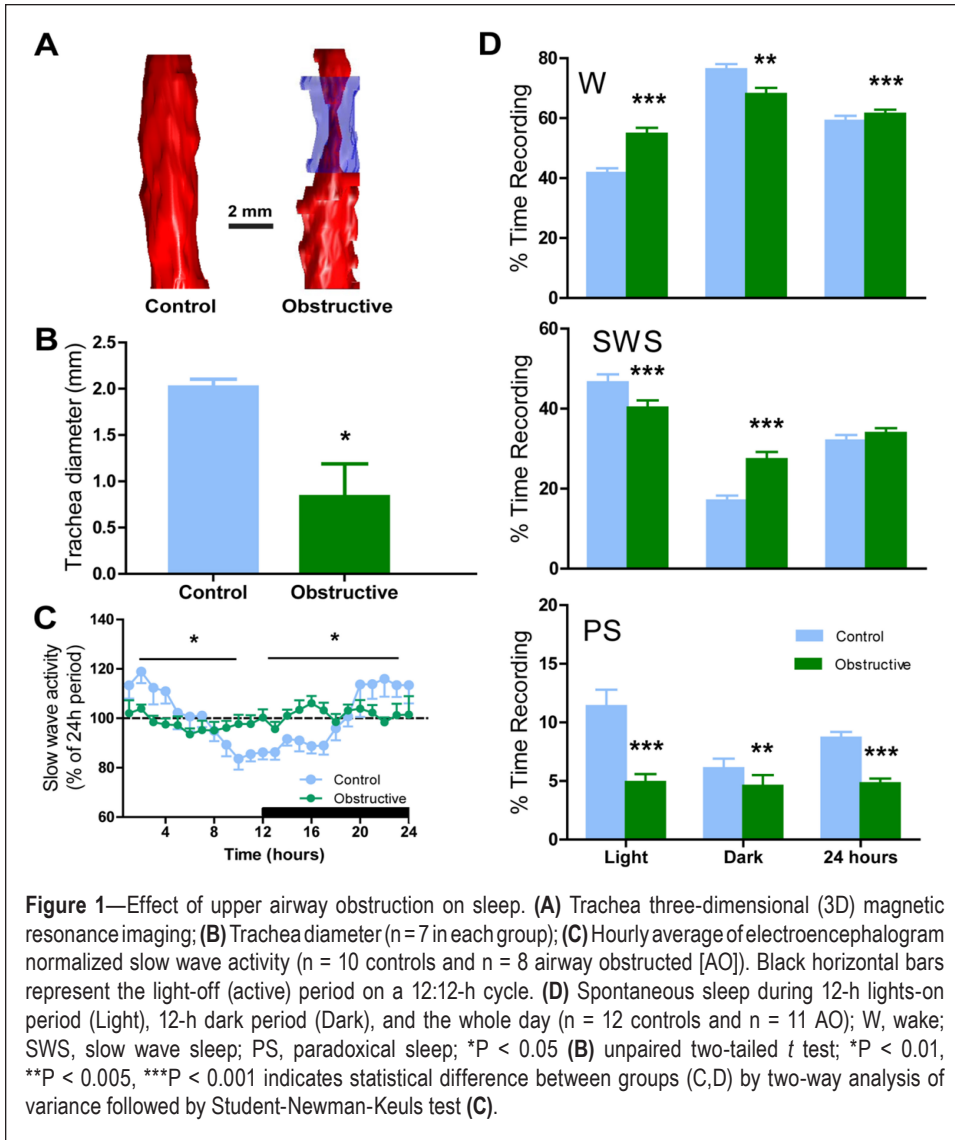 A
2 mm
Control
Obstructive
B
Trachea diameter (mm)
2.5
2.0
1.5
1.0
0.5
0.0
*
Control
Obstructive
C
Slow wave activity
(% of 24h period)
140
120
100
80
60
*
*
Control
Obstructive
4
8
12
16
20
24
Time (hours)
D
W
% Time Recording
80
60
40
20
0
***
**
***
SWS
% Time Recording
60
40
20
0
***
***
PS
% Time Recording
20
15
10
5
0
Control
Obstructive
***
**
***
Light
Dark
24 hours
Figure 1—Effect of upper airway obstruction on sleep. (A) Trachea three-dimensional (3D) magnetic
resonance imaging; (B) Trachea diameter (n = 7 in each group); (C) Hourly average of electroencephalogram
normalized slow wave activity (n = 10 controls and n = 8 airway obstructed [AO]). Black horizontal bars
represent the light-off (active) period on a 12:12-h cycle. (D) Spontaneous sleep during 12-h lights-on
period (Light), 12-h dark period (Dark), and the whole day (n = 12 controls and n = 11 AO); W, wake;
SWS, slow wave sleep; PS, paradoxical sleep; *P < 0.05 (B) unpaired two-tailed t test; *P < 0.01,
**P < 0.005, ***P < 0.001 indicates statistical difference between groups (C,D) by two-way analysis of
variance followed by Student-Newman-Keuls test (C).